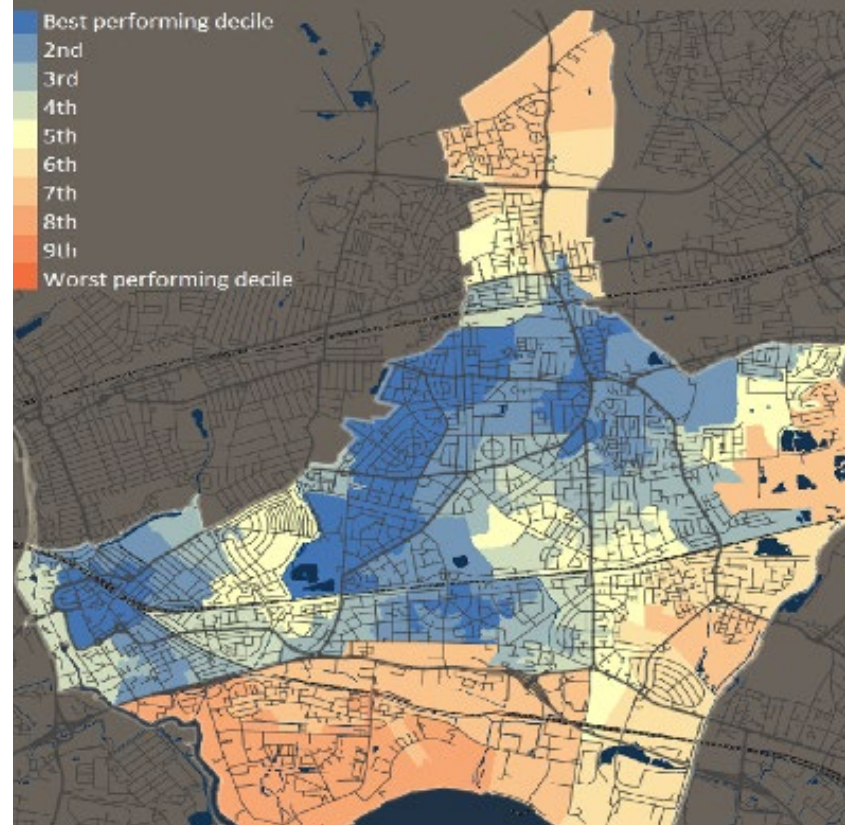 Best performing decile
2nd
3rd
4th
5th
6th
7th
8th
9th
Worst performing decile